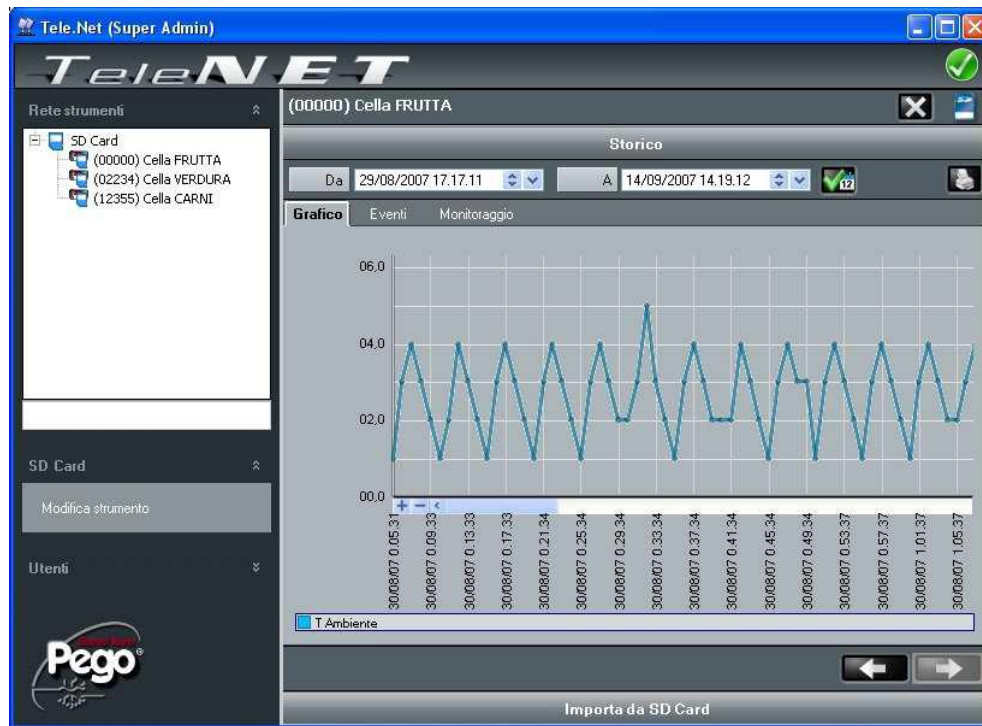 Tele.Net (Super Admin)
TeleNET
Rete strumenti
SD Card
(00000) Cella FRUTTA
(02234) Cella VERDURA
(12355) Cella CARNI
SD Card
Modifica strumento
Utenti
Pego®
(00000) Cella FRUTTA
Storico
Da 29/08/2007 17.17.11 A 14/09/2007 14.19.12 12
Grafico Eventi Monitoraggio
06,0
04,0
02,0
00,0
30/08/07 0.05.31
30/08/07 0.09.33
30/08/07 0.13.33
30/08/07 0.17.33
30/08/07 0.21.34
30/08/07 0.25.34
30/08/07 0.29.34
30/08/07 0.33.34
30/08/07 0.37.34
30/08/07 0.41.34
30/08/07 0.45.34
30/08/07 0.49.34
30/08/07 0.53.37
30/08/07 0.57.37
30/08/07 1.01.37
30/08/07 1.05.37
T Ambiente
Importa da SD Card